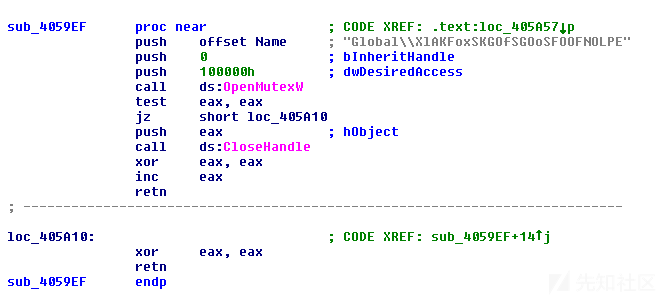 sub_4059EF proc near ; CODE XREF: .text:loc_405A57↓p
push offset Name ; "Global\\XlAKFoxSKGOfSGOoSFOOFNOLPE"
push 0 ; bInheritHandle
push 100000h ; dwDesiredAccess
call ds:OpenMutexW
test eax, eax
jz short loc_405A10
push eax ; hObject
call ds:CloseHandle
xor eax, eax
inc eax
retn
; ---------------------------------------------------------------------------
loc_405A10: ; CODE XREF: sub_4059EF+14↑j
xor eax, eax
retn
sub_4059EF endp
先知社区